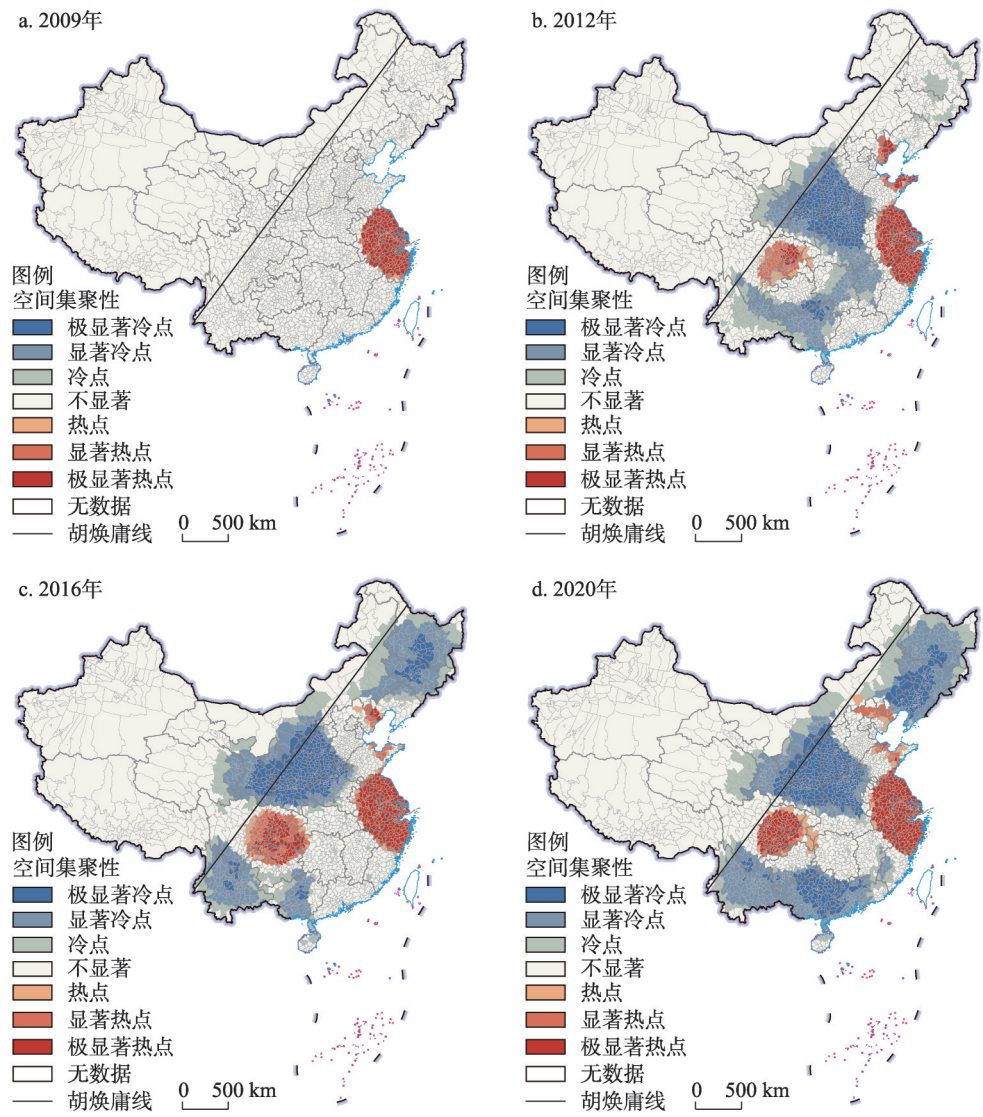 a. 2009年
图例
空间集聚性
极显著冷点
显著冷点
冷点
不显著
热点
显著热点
极显著热点
无数据
胡焕庸线
0 500 km
b. 2012年
图例
空间集聚性
极显著冷点
显著冷点
冷点
不显著
热点
显著热点
极显著热点
无数据
胡焕庸线
0 500 km
c. 2016年
图例
空间集聚性
极显著冷点
显著冷点
冷点
不显著
热点
显著热点
极显著热点
无数据
胡焕庸线
0 500 km
d. 2020年
图例
空间集聚性
极显著冷点
显著冷点
冷点
不显著
热点
显著热点
极显著热点
无数据
胡焕庸线
0 500 km